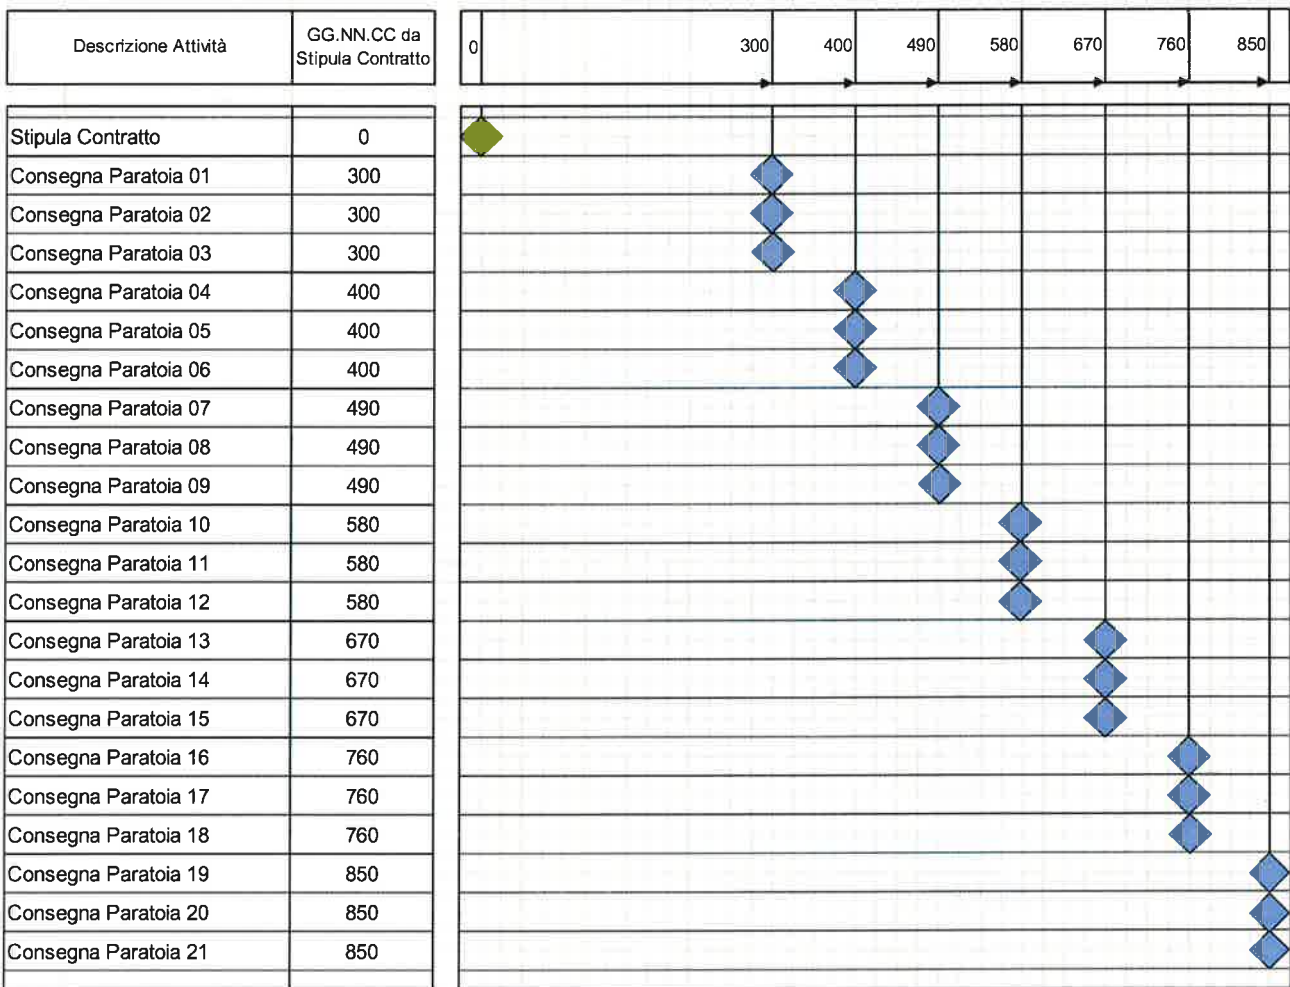 Descrizione Attività
GG.NN.CC da
Stipula Contratto
0 300 400 490 580 670 760 850
Stipula Contratto 0
Consegna Paratoia 01 300
Consegna Paratoia 02 300
Consegna Paratoia 03 300
Consegna Paratoia 04 400
Consegna Paratoia 05 400
Consegna Paratoia 06 400
Consegna Paratoia 07 490
Consegna Paratoia 08 490
Consegna Paratoia 09 490
Consegna Paratoia 10 580
Consegna Paratoia 11 580
Consegna Paratoia 12 580
Consegna Paratoia 13 670
Consegna Paratoia 14 670
Consegna Paratoia 15 670
Consegna Paratoia 16 760
Consegna Paratoia 17 760
Consegna Paratoia 18 760
Consegna Paratoia 19 850
Consegna Paratoia 20 850
Consegna Paratoia 21 850